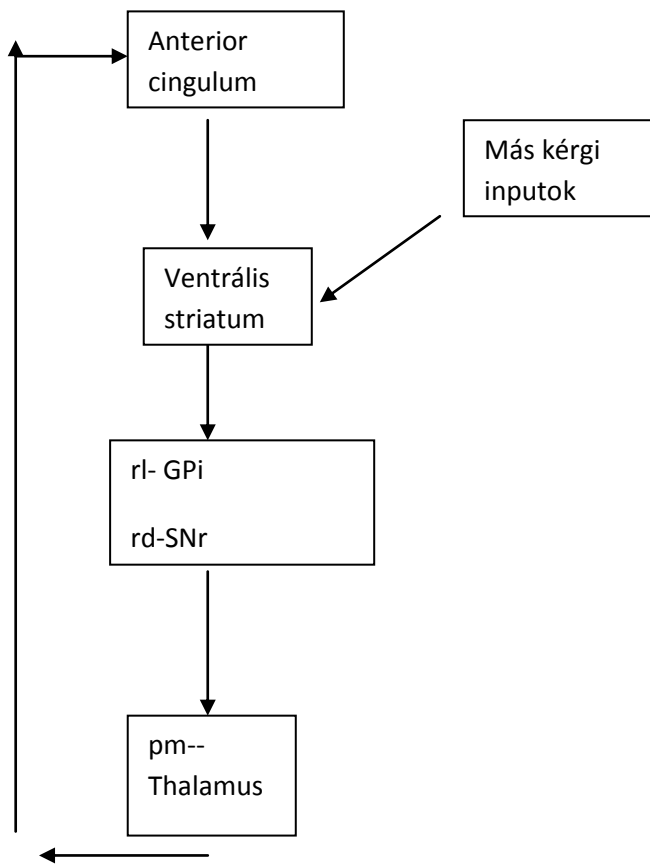 Anterior
cingulum
Más kérgi
inputok
Ventrális
striatum
rl- GPi
rd-SNr
pm--
Thalamus